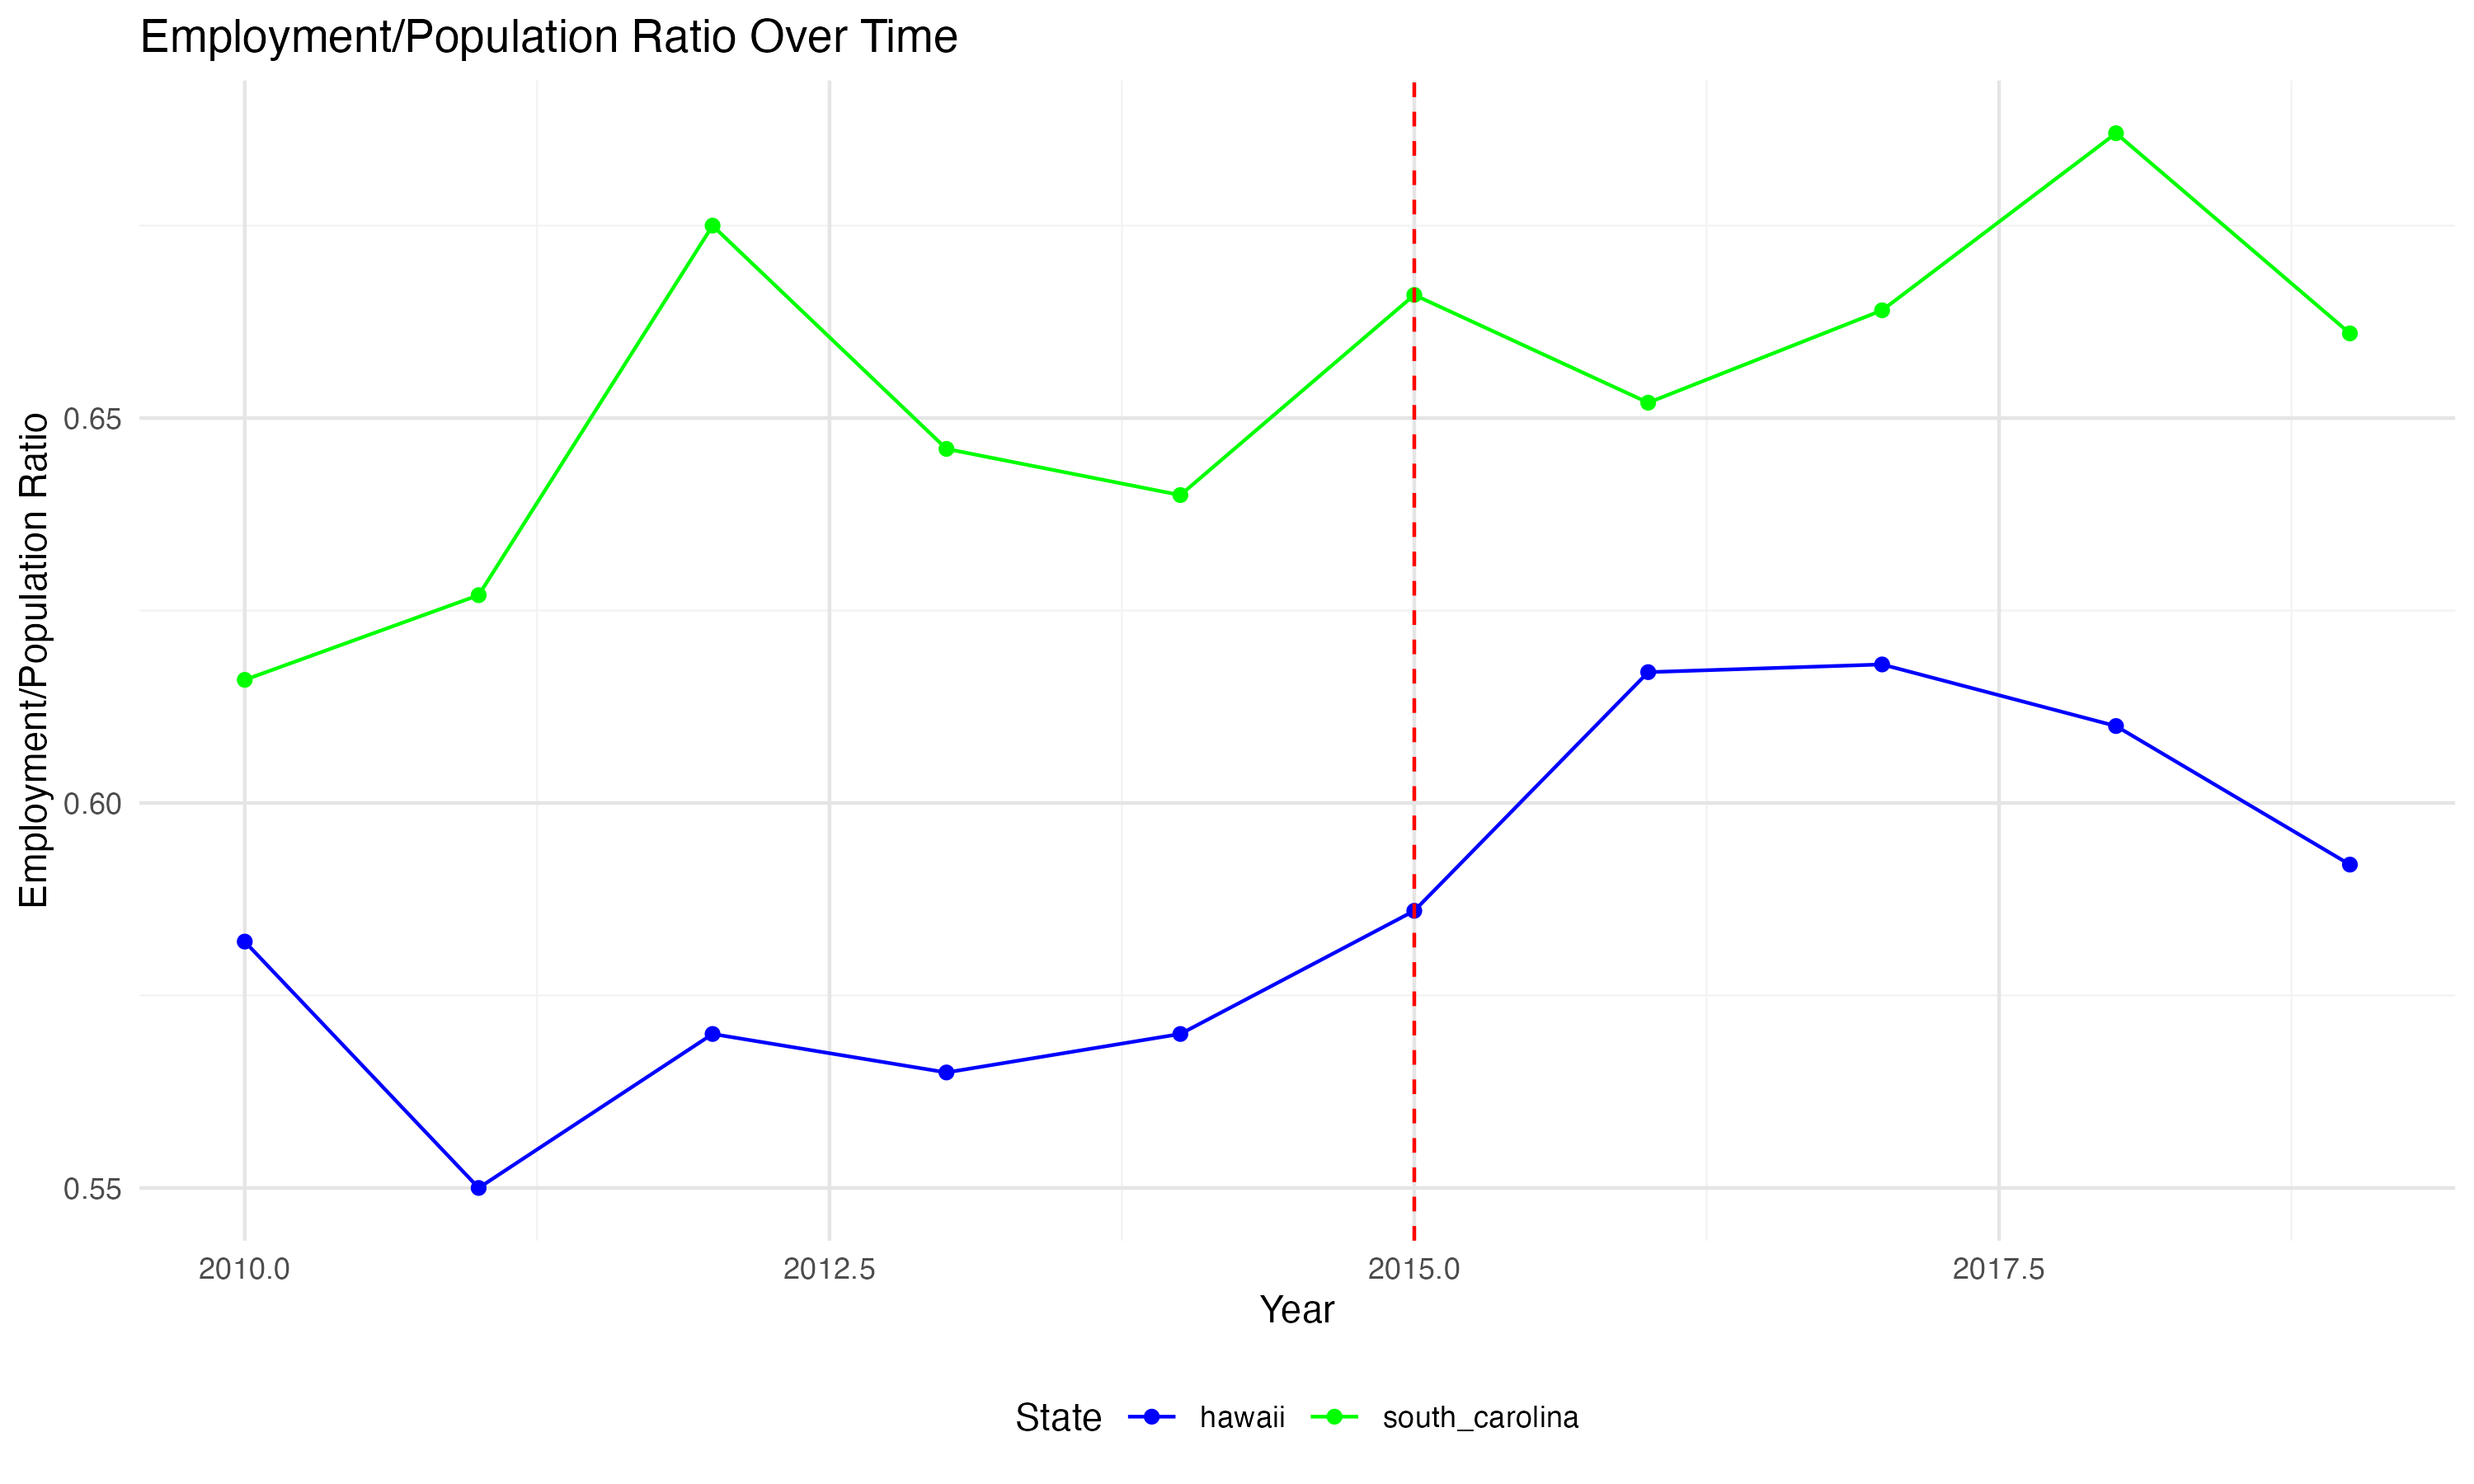 Employment/Population Ratio Over Time
Employment/Population Ratio
0.65
0.60
0.55
2010.0 2012.5 2015.0 2017.5
Year
State hawaii south_carolina